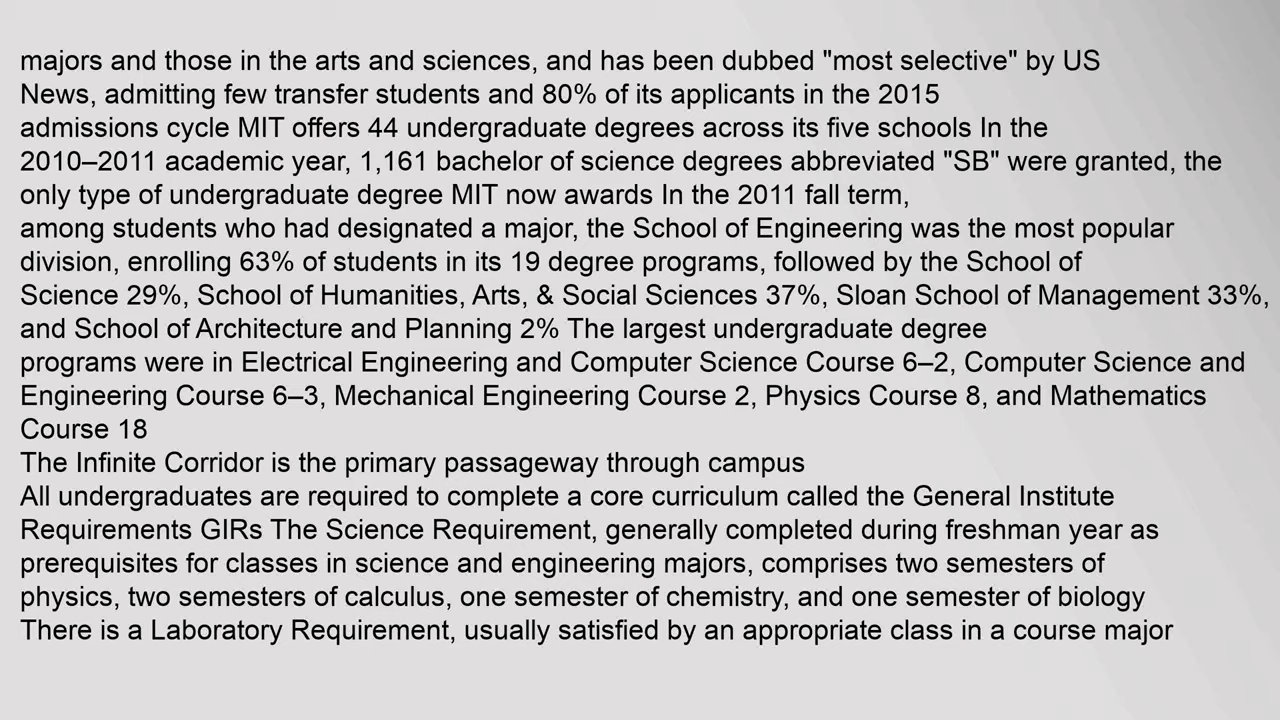 majors and those in the arts and sciences, and has been dubbed "most selective" by US
News, admitting few transfer students and 80% of its applicants in the 2015
admissions cycle MIT offers 44 undergraduate degrees across its five schools In the
2010–2011 academic year, 1,161 bachelor of science degrees abbreviated "SB" were granted, the
only type of undergraduate degree MIT now awards In the 2011 fall term,
among students who had designated a major, the School of Engineering was the most popular
division, enrolling 63% of students in its 19 degree programs, followed by the School of
Science 29%, School of Humanities, Arts, & Social Sciences 37%, Sloan School of Management 33%,
and School of Architecture and Planning 2% The largest undergraduate degree
programs were in Electrical Engineering and Computer Science Course 6–2, Computer Science and
Engineering Course 6–3, Mechanical Engineering Course 2, Physics Course 8, and Mathematics
Course 18
The Infinite Corridor is the primary passageway through campus
All undergraduates are required to complete a core curriculum called the General Institute
Requirements GIRs The Science Requirement, generally completed during freshman year as
prerequisites for classes in science and engineering majors, comprises two semesters of
physics, two semesters of calculus, one semester of chemistry, and one semester of biology
There is a Laboratory Requirement, usually satisfied by an appropriate class in a course major